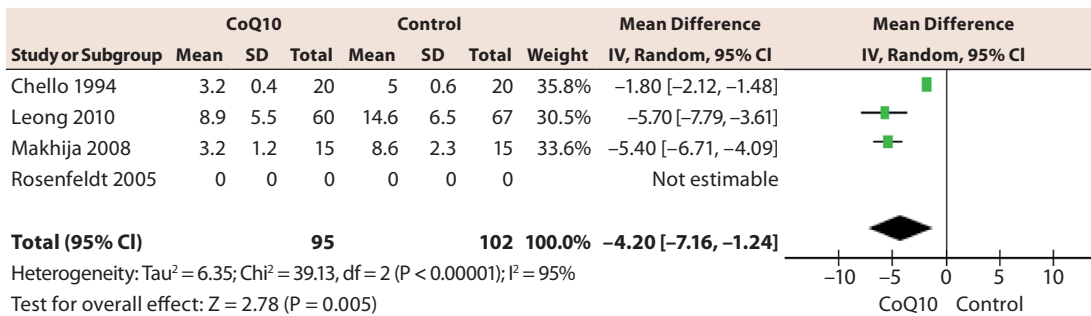 CoQ10 Control Mean Difference Mean Difference
Study or Subgroup Mean SD Total Mean SD Total Weight IV, Random, 95% Cl IV, Random, 95% Cl
Chello 1994 3.2 0.4 20 5 0.6 20 35.8% –1.80 [–2.12, –1.48]
Leong 2010 8.9 5.5 60 14.6 6.5 67 30.5% –5.70 [–7.79, –3.61]
Makhija 2008 3.2 1.2 15 8.6 2.3 15 33.6% –5.40 [–6.71, –4.09]
Rosenfeldt 2005 0 0 0 0 0 0 Not estimable
Total (95% Cl) 95 102 100.0% –4.20 [–7.16, –1.24]
Heterogeneity: Tau² = 6.35; Chi² = 39.13, df = 2 (P < 0.00001); I² = 95%
–10 –5 0 5 10
Test for overall effect: Z = 2.78 (P = 0.005)
CoQ10 Control